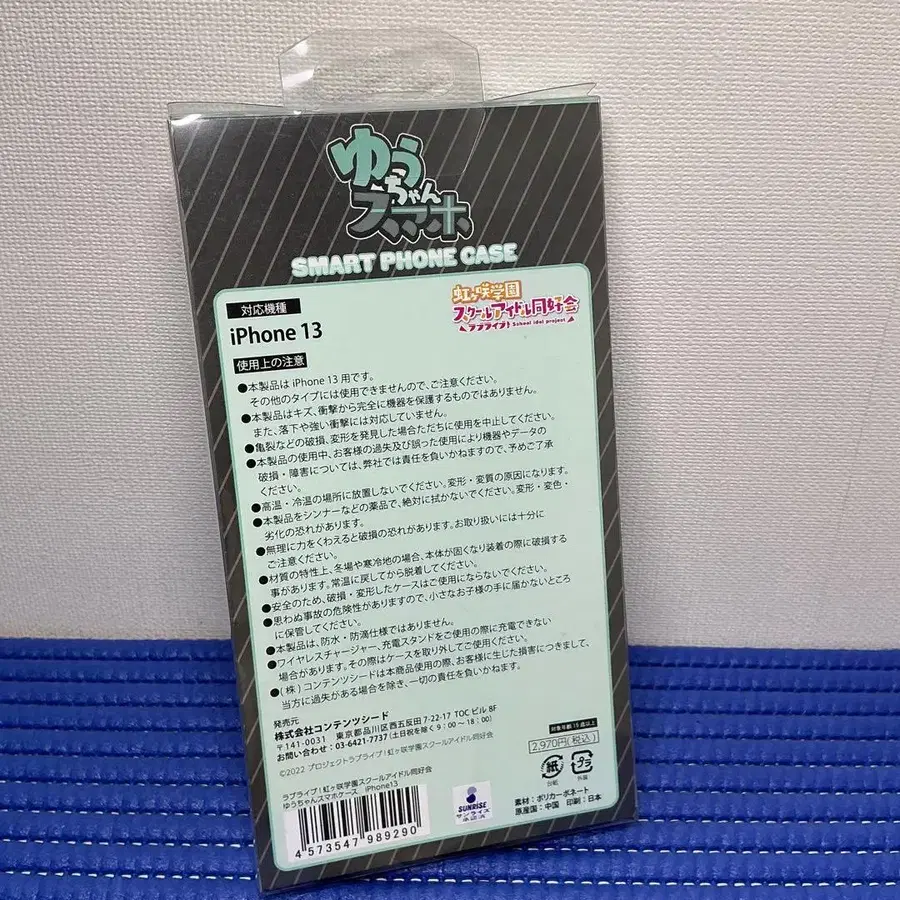 ゆうちゃん
スマホ
SMART PHONE CASE
対応機種
iPhone 13
虹ヶ咲学園
スクールアイドル同好会
ラブライブ! School idol project
使用上の注意
●本製品は iPhone 13 用です。
その他のタイプには使用できませんので、ご注意ください。
●本製品はキズ、衝撃から完全に機器を保護するものではありません。
また、落下や強い衝撃には対応していません。
●亀裂などの破損、変形を発見した場合ただちに使用を中止してください。
●本製品の使用中、お客様の過失及び誤った使用により機器やデータの
破損・障害については、弊社では責任を負いかねますので、予めご了承
ください。
●高温・冷温の場所に放置しないでください。変形・変質の原因になります。
●本製品をシンナーなどの薬品で、絶対に拭かないでください。変形・変色・
劣化の恐れがあります。
●無理に力をくわえると破損の恐れがあります。お取り扱いには十分に
ご注意ください。
●材質の特性上、冬場や寒冷地の場合、本体が固くなり装着の際に破損する
事があります。常温に戻してから脱着してください。
●安全のため、破損・変形したケースはご使用にならないでください。
●思わぬ事故の危険性がありますので、小さなお子様の手に届かないところ
に保管してください。
●本製品は、防水・防滴仕様ではありません。
●ワイヤレスチャージャー、充電スタンドをご使用の際に充電できない
場合があります。その際はケースを取り外してご使用ください。
●(株)コンテンツシードは本商品使用の際、お客様に生じた損害につきまして、
当方に過失がある場合を除き、一切の責任を負いかねます。
発売元
株式会社コンテンツシード
〒141-0031 東京都品川区西五反田 7-22-17 TOC ビル 8F
お問い合わせ：03-6421-7737 (土日祝を除く 9：00～18：00)
©2022 プロジェクトラブライブ！虹ヶ咲学園スクールアイドル同好会
対象年齢 15 歳以上
2,970円(税込)
紙
台紙
プラ
外装
ラブライブ！虹ヶ咲学園スクールアイドル同好会
ゆうちゃんスマホケース iPhone13
4 573547 989290
SUNRISE
サンライズ
承認済
素材：ポリカーボネート
原産国：中国 印刷：日本